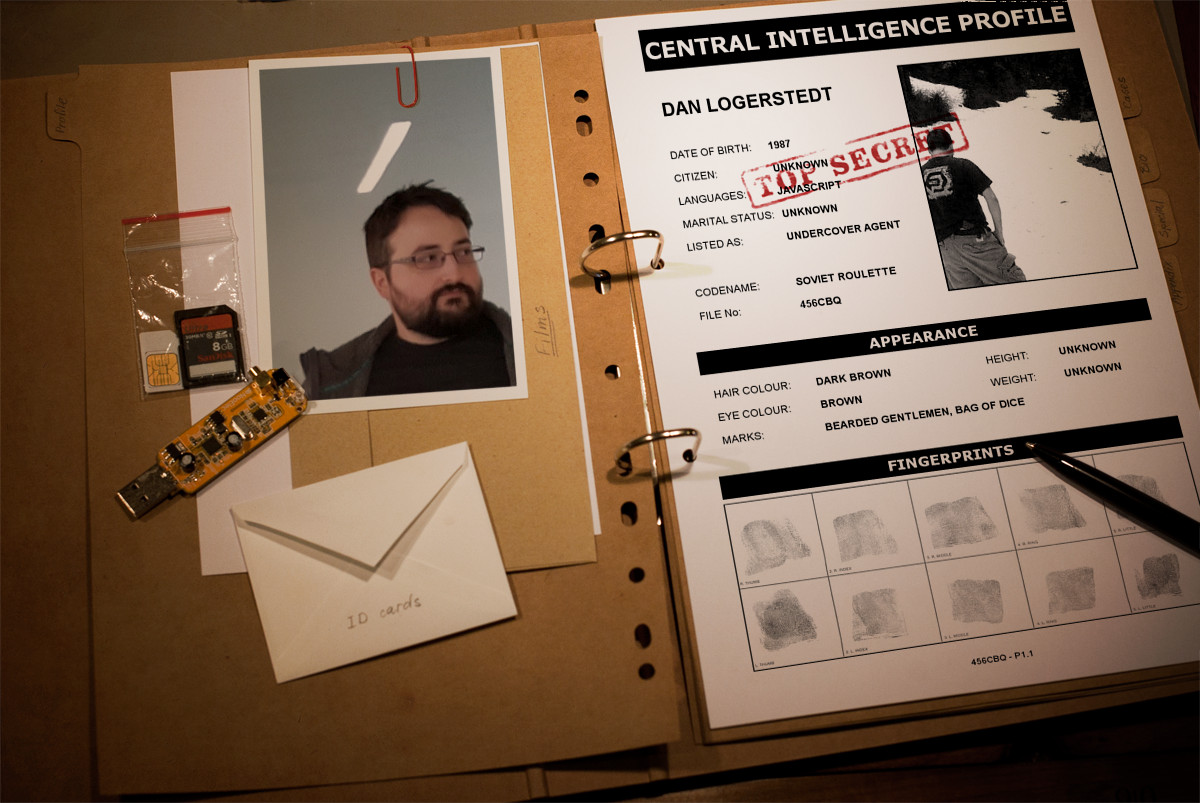 Profile
Films
SanDisk
8GB
ID cards
CENTRAL INTELLIGENCE PROFILE
DAN LOGERSTEDT
DATE OF BIRTH: 1987
CITIZEN: UNKNOWN
LANGUAGES: JAVASCRIPT
MARITAL STATUS: UNKNOWN
LISTED AS: UNDERCOVER AGENT
TOP SECRET
CODENAME: SOVIET ROULETTE
FILE No: 456CBQ
APPEARANCE
HAIR COLOUR: DARK BROWN
HEIGHT: UNKNOWN
EYE COLOUR: BROWN
WEIGHT: UNKNOWN
MARKS: BEARDED GENTLEMEN, BAG OF DICE
FINGERPRINTS
456CBQ - P1.1
Cases